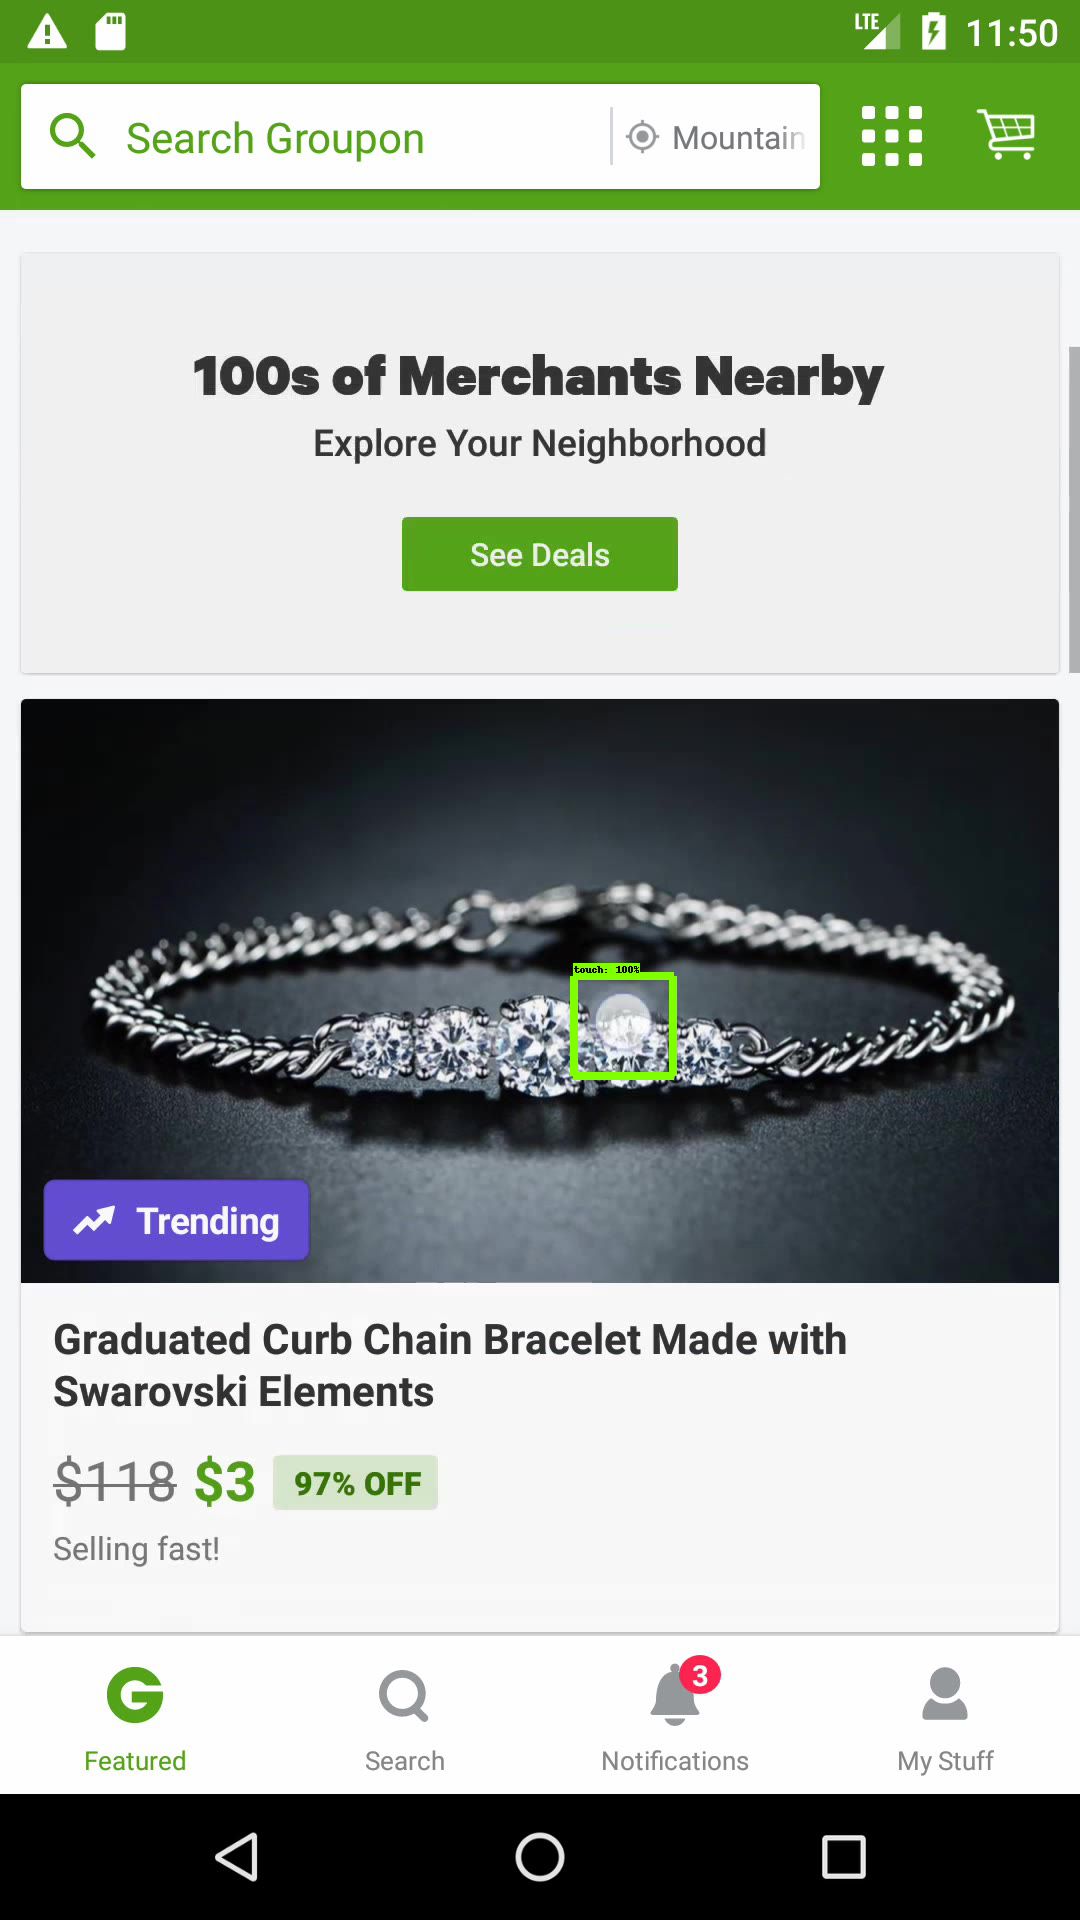 LTE 11:50
Search Groupon Mountain
100s of Merchants Nearby
Explore Your Neighborhood
See Deals
touch: 100%
Trending
Graduated Curb Chain Bracelet Made with
Swarovski Elements
$118 $3 97% OFF
Selling fast!
3
Featured Search Notifications My Stuff